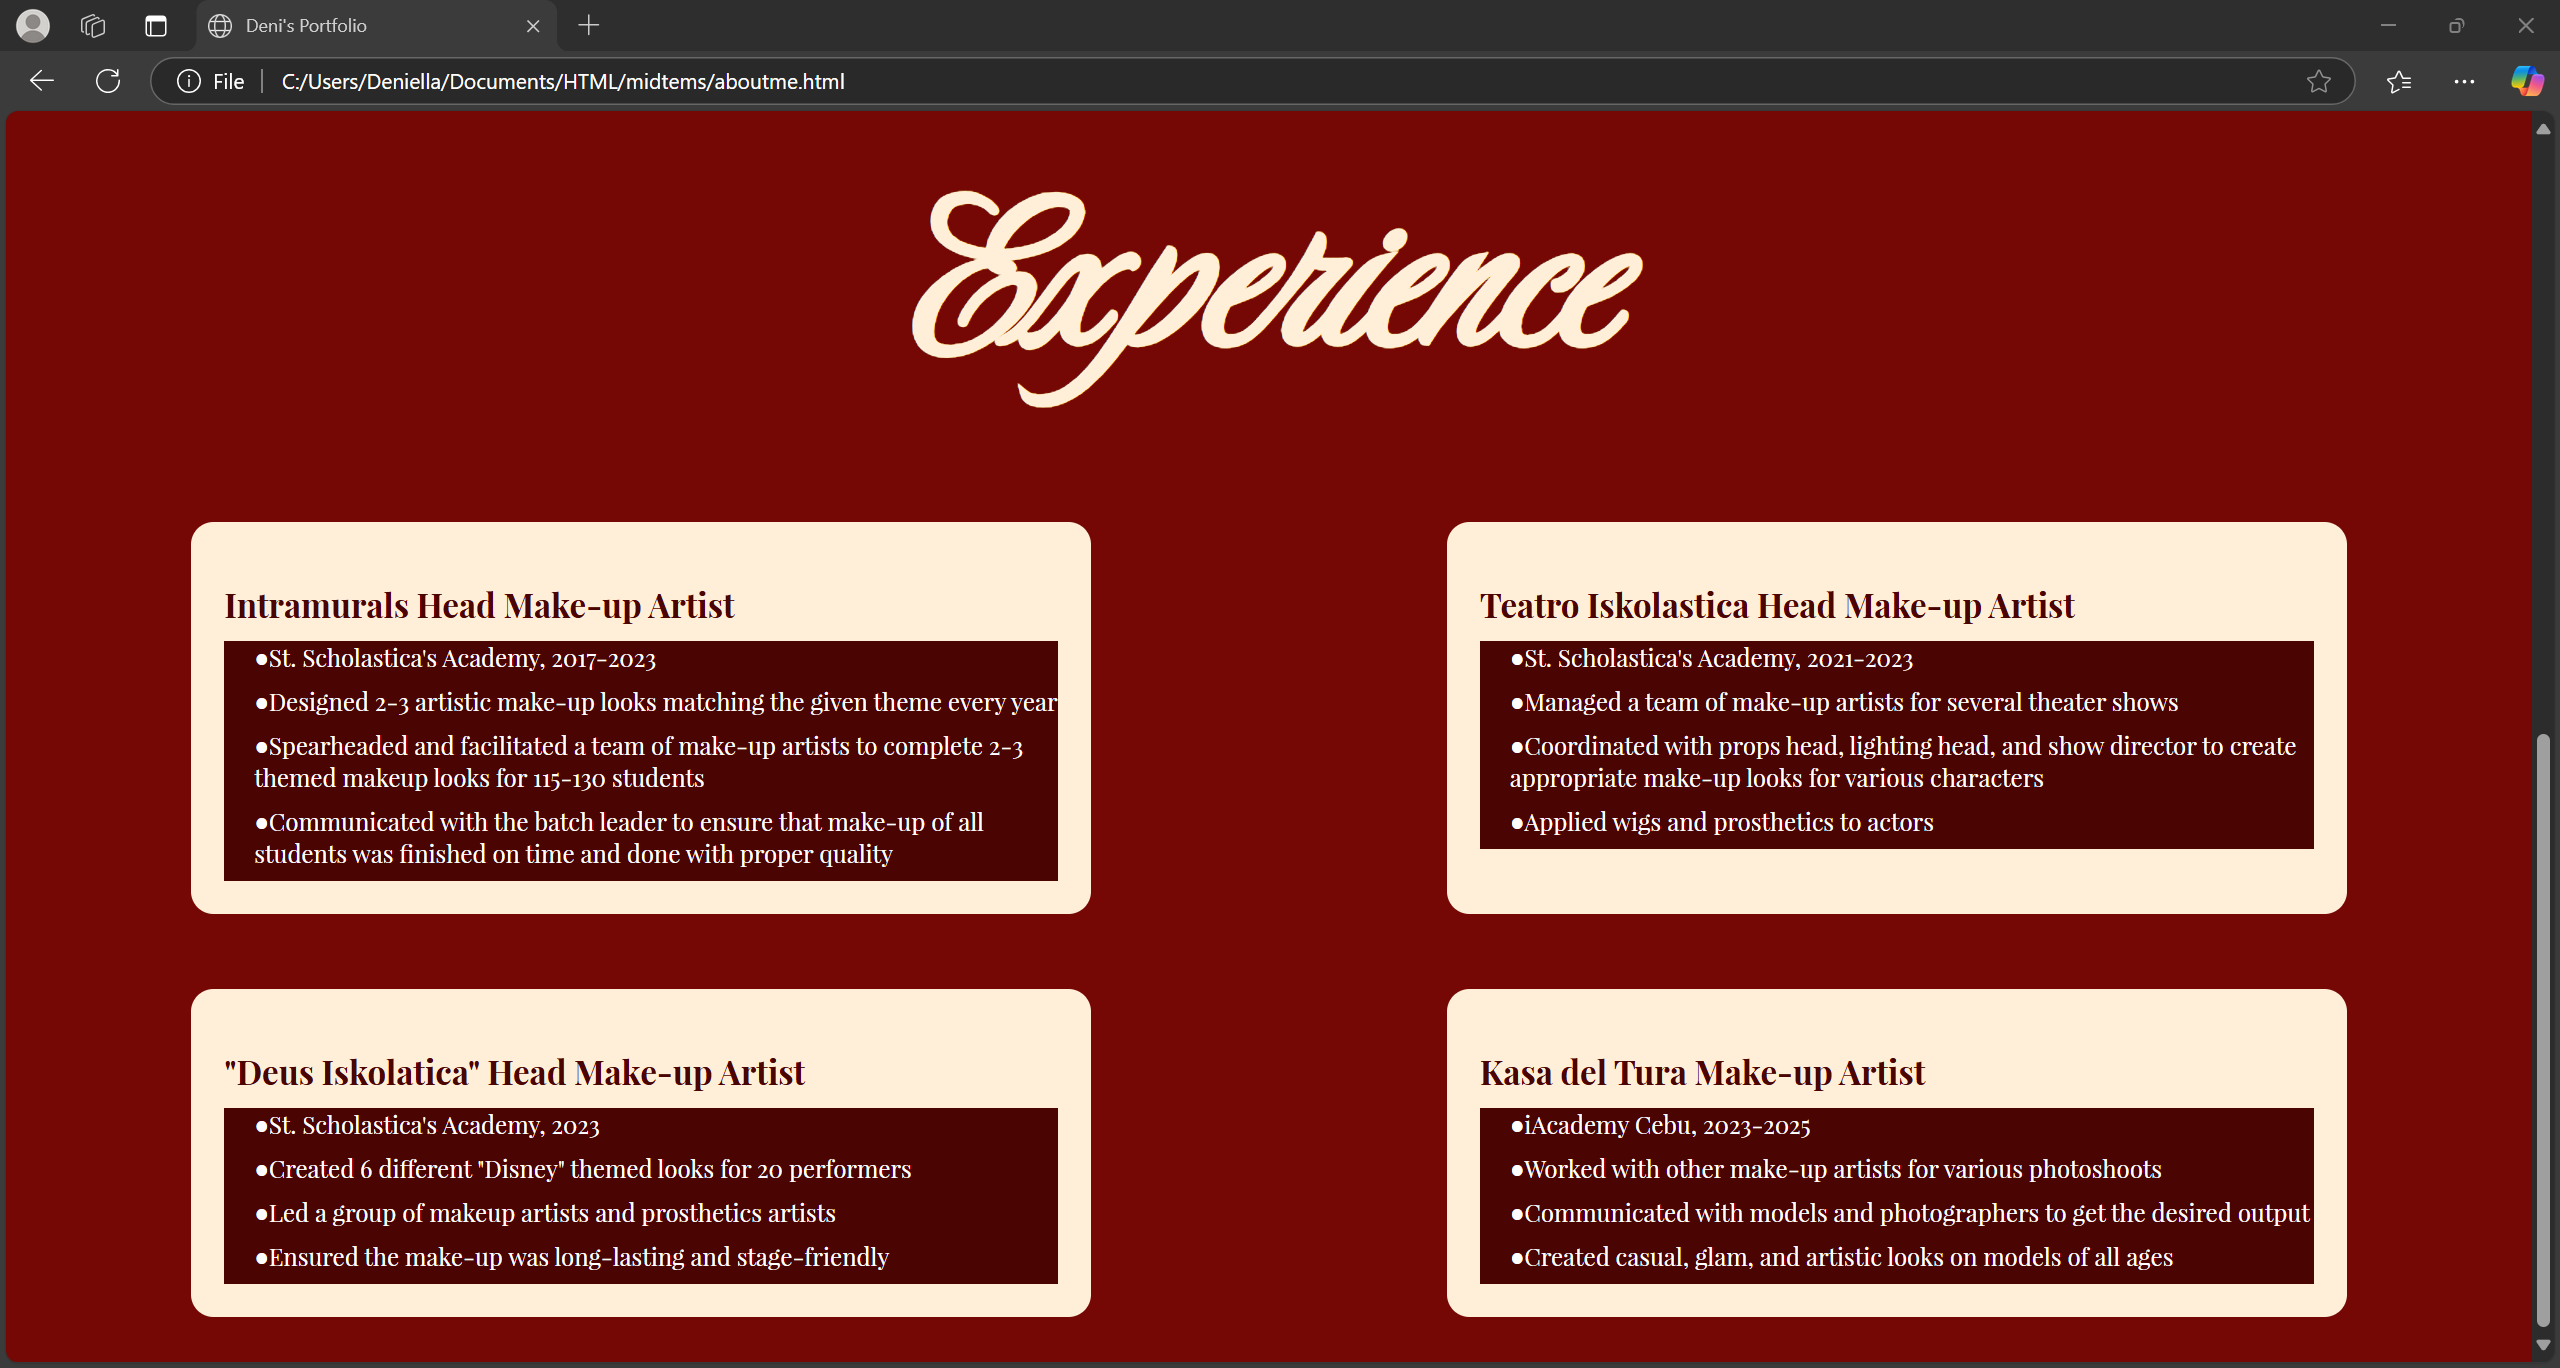 Deni's Portfolio
File
C:/Users/Deniella/Documents/HTML/midtems/aboutme.html
Experience
Intramurals Head Make-up Artist
●St. Scholastica's Academy, 2017-2023
●Designed 2-3 artistic make-up looks matching the given theme every year
●Spearheaded and facilitated a team of make-up artists to complete 2-3
themed makeup looks for 115-130 students
●Communicated with the batch leader to ensure that make-up of all
students was finished on time and done with proper quality
Teatro Iskolastica Head Make-up Artist
●St. Scholastica's Academy, 2021-2023
●Managed a team of make-up artists for several theater shows
●Coordinated with props head, lighting head, and show director to create
appropriate make-up looks for various characters
●Applied wigs and prosthetics to actors
"Deus Iskolatica" Head Make-up Artist
●St. Scholastica's Academy, 2023
●Created 6 different "Disney" themed looks for 20 performers
●Led a group of makeup artists and prosthetics artists
●Ensured the make-up was long-lasting and stage-friendly
Kasa del Tura Make-up Artist
●iAcademy Cebu, 2023-2025
●Worked with other make-up artists for various photoshoots
●Communicated with models and photographers to get the desired output
●Created casual, glam, and artistic looks on models of all ages